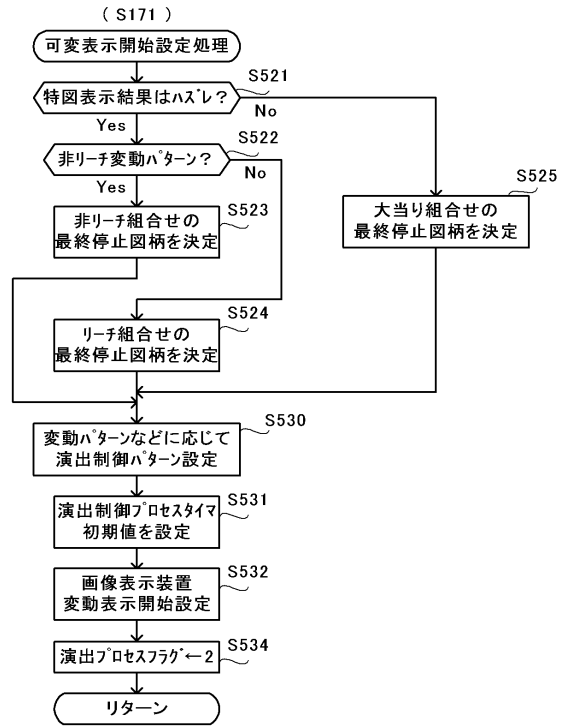 ( S171 )
可変表示開始設定処理
S521
特図表示結果はﾊｽﾞﾚ？
No
Yes
S522
非ﾘｰﾁ変動ﾊﾟﾀｰﾝ？
No
Yes
S523
非ﾘｰﾁ組合せの
最終停止図柄を決定
S525
大当り組合せの
最終停止図柄を決定
S524
ﾘｰﾁ組合せの
最終停止図柄を決定
S530
変動ﾊﾟﾀｰﾝなどに応じて
演出制御ﾊﾟﾀｰﾝ設定
S531
演出制御ﾌﾟﾛｾｽﾀｲﾏ
初期値を設定
S532
画像表示装置
変動表示開始設定
S534
演出ﾌﾟﾛｾｽﾌﾗｸﾞ←2
リターン